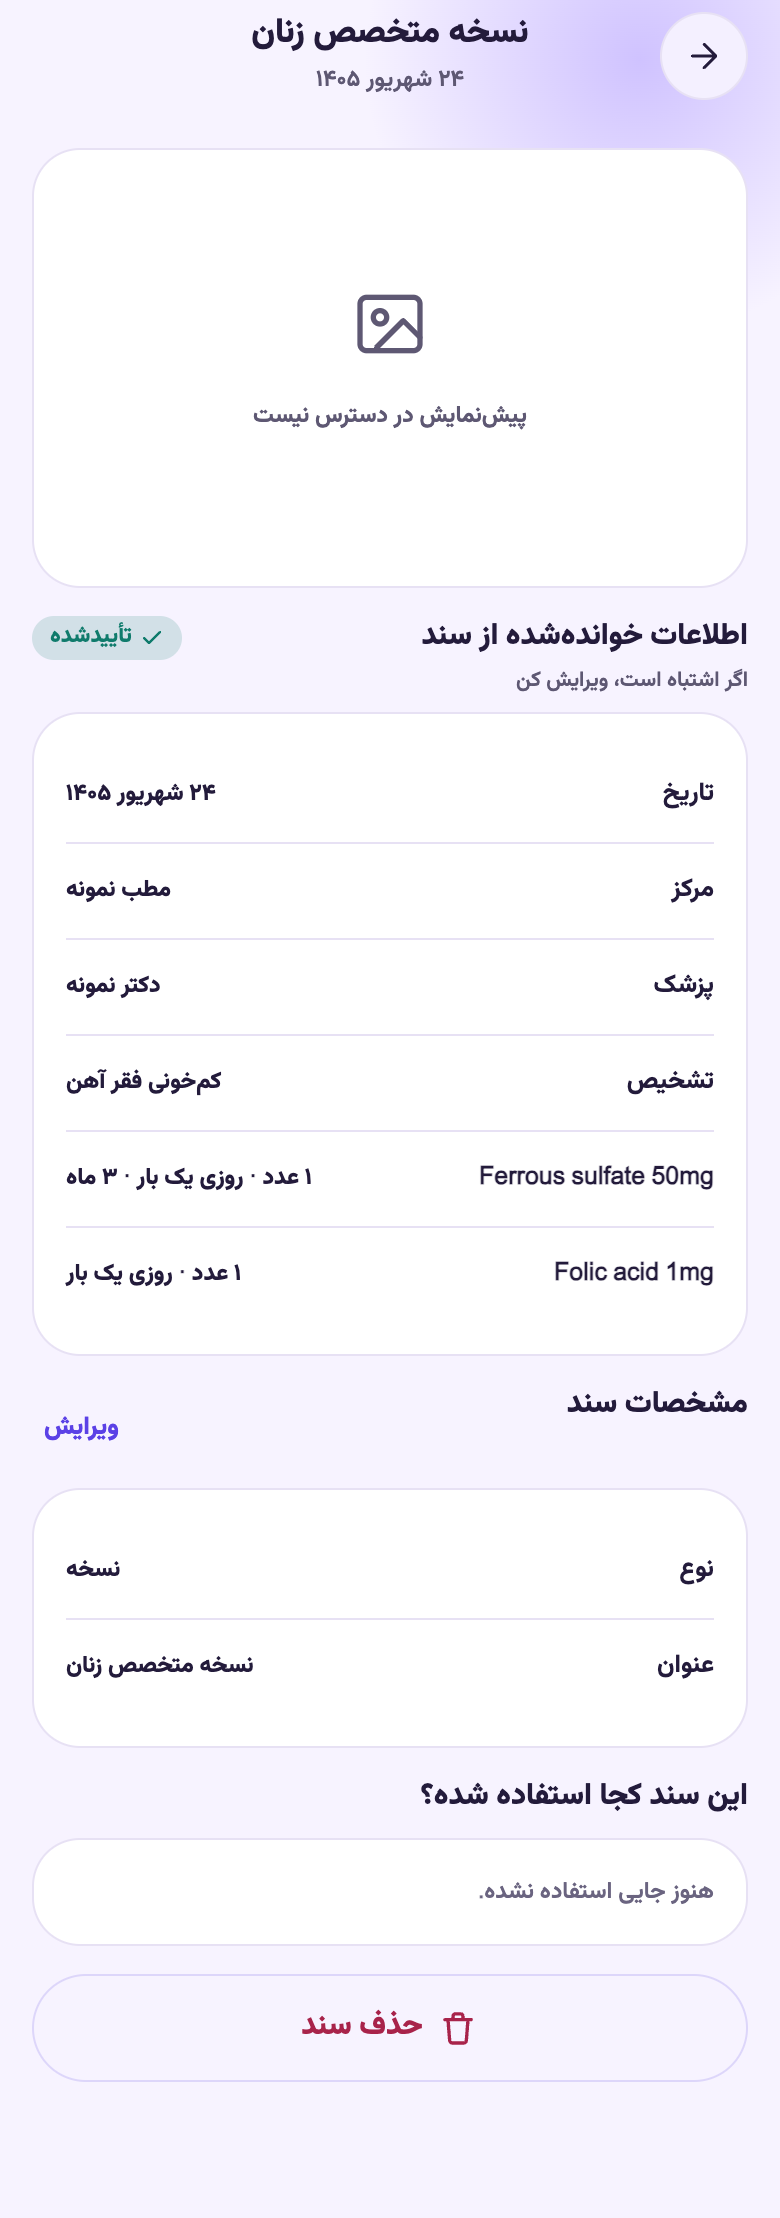 نسخه متخصص زنان
۲۴ شهریور ۱۴۰۵
پیش‌نمایش در دسترس نیست
اطلاعات خوانده‌شده از سند
تأییدشده
اگر اشتباه است، ویرایش کن
تاریخ ۲۴ شهریور ۱۴۰۵
مرکز مطب نمونه
پزشک دکتر نمونه
تشخیص کم‌خونی فقر آهن
Ferrous sulfate 50mg ۱ عدد · روزی یک بار · ۳ ماه
Folic acid 1mg ۱ عدد · روزی یک بار
مشخصات سند
ویرایش
نوع نسخه
عنوان نسخه متخصص زنان
این سند کجا استفاده شده؟
هنوز جایی استفاده نشده.
حذف سند